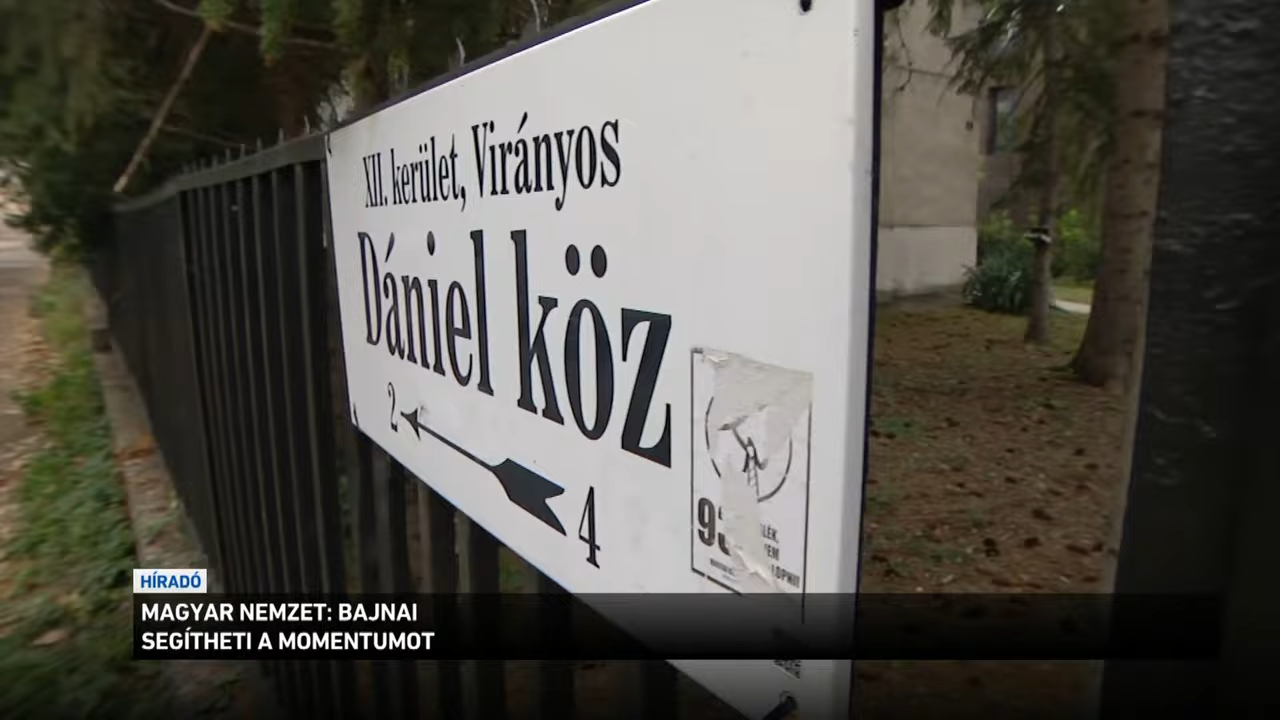 XII. kerület, Virányos
Dániel köz
2
4
HÍRADÓ
MAGYAR NEMZET: BAJNAI
SEGÍTHETI A MOMENTUMOT